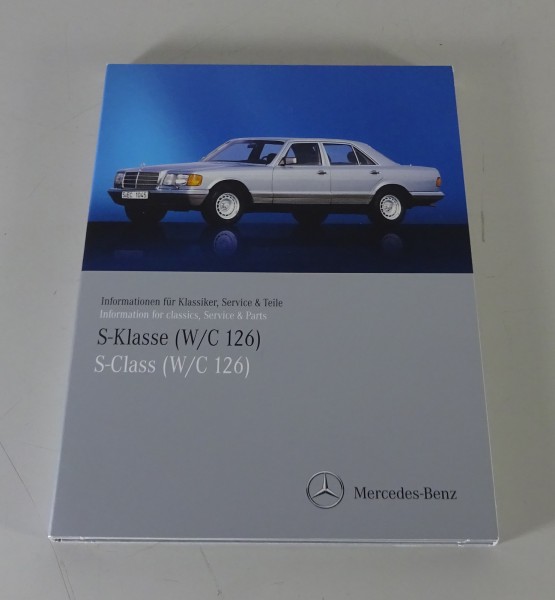 Informationen für Klassiker, Service & Teile
Information for classics, Service & Parts
S-Klasse (W/C 126)
S-Class (W/C 126)
Mercedes-Benz